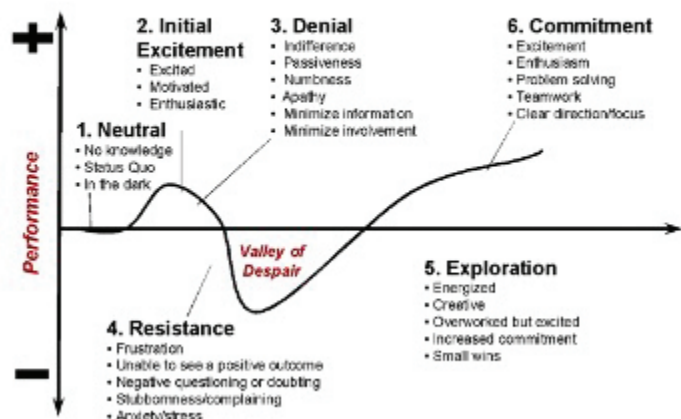 +
2. Initial
Excitement
• Excited
• Motivated
• Enthusiastic
3. Denial
• Indifference
• Passiveness
• Numbness
• Apathy
• Minimize information
• Minimize involvement
6. Commitment
• Excitement
• Enthusiasm
• Problem solving
• Teamwork
• Clear direction/focus
1. Neutral
• No knowledge
• Status Quo
• In the dark
Performance
Valley of
Despair
5. Exploration
• Energized
• Creative
• Overworked but excited
• Increased commitment
• Small wins
4. Resistance
• Frustration
• Unable to see a positive outcome
• Negative questioning or doubting
• Stubbornness/complaining
• Anxiety/stress
−